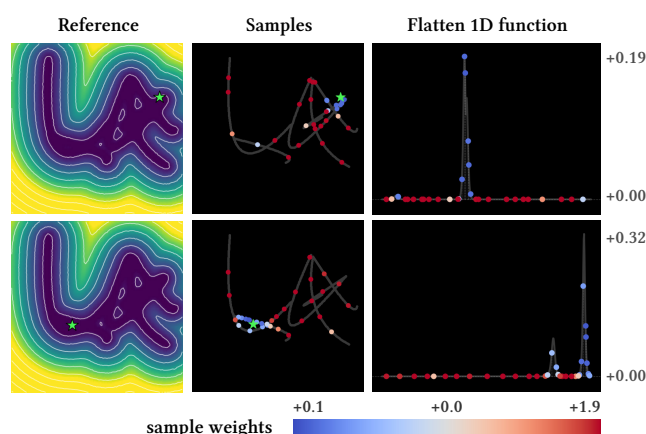 Reference Samples Flatten 1D function
+0.19
+0.00
+0.32
+0.00
+0.1 +0.0 +1.9
sample weights